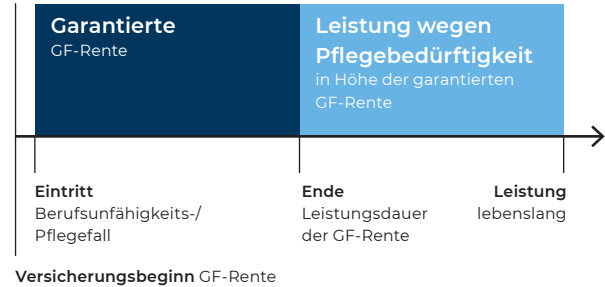 Garantierte
GF-Rente
Leistung wegen
Pflegebedürftigkeit
in Höhe der garantierten
GF-Rente
Eintritt
Berufsunfähigkeits-/
Pflegefall
Ende
Leistungsdauer
der GF-Rente
Leistung
lebenslang
Versicherungsbeginn GF-Rente